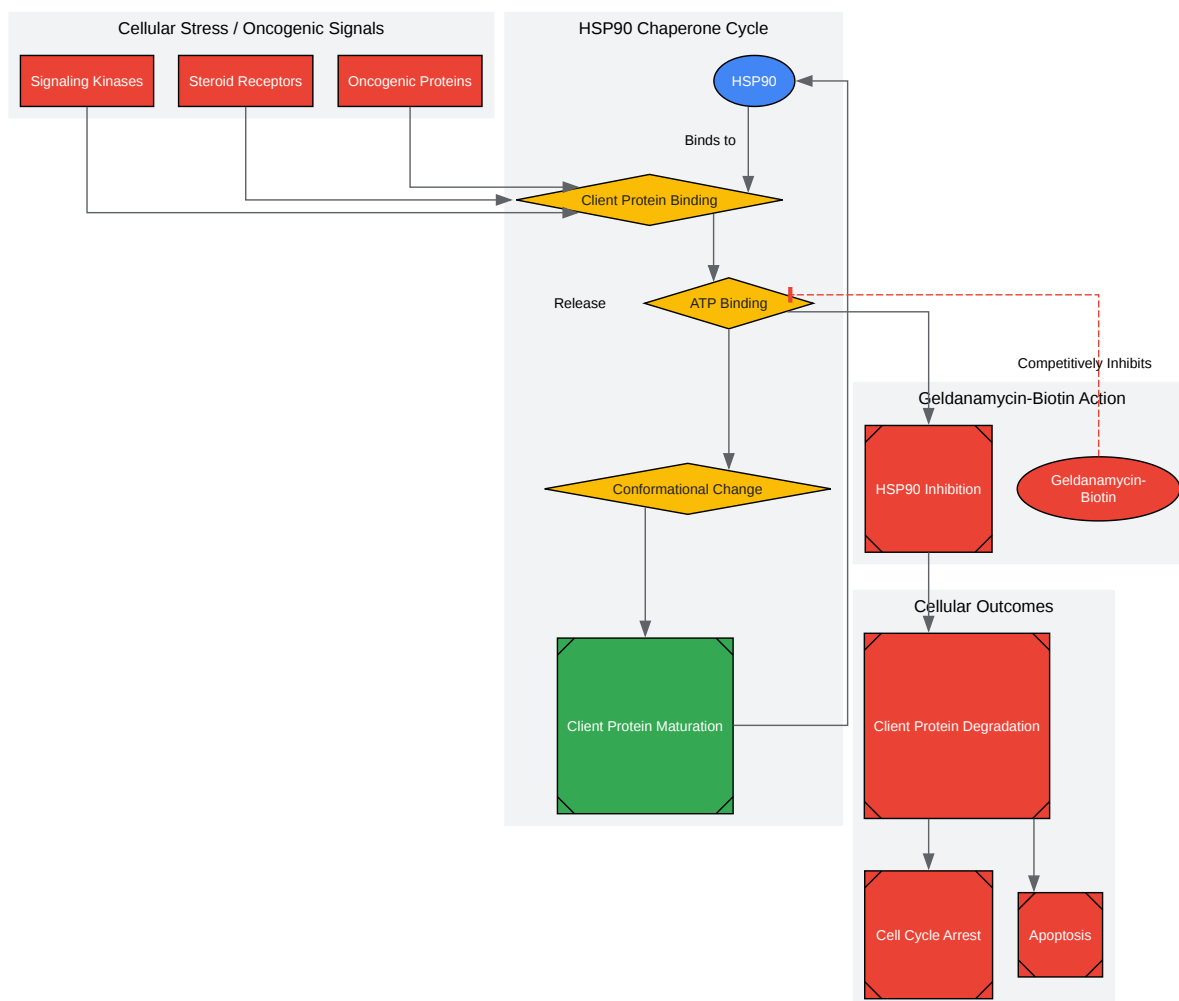 Cellular Stress / Oncogenic Signals
HSP90 Chaperone Cycle
Signaling Kinases
Steroid Receptors
Oncogenic Proteins
HSP90
Binds to
Client Protein Binding
Release
ATP Binding
Competitively Inhibits
Geldanamycin-Biotin Action
HSP90 Inhibition
Geldanamycin-
Biotin
Conformational Change
Cellular Outcomes
Client Protein Maturation
Client Protein Degradation
Cell Cycle Arrest
Apoptosis